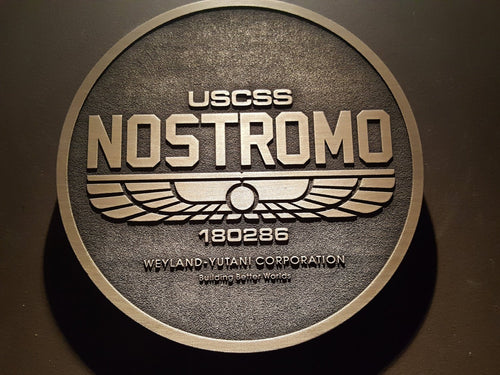 USCSS
NOSTROMO
180286
WEYLAND-YUTANI CORPORATION
Building Better Worlds